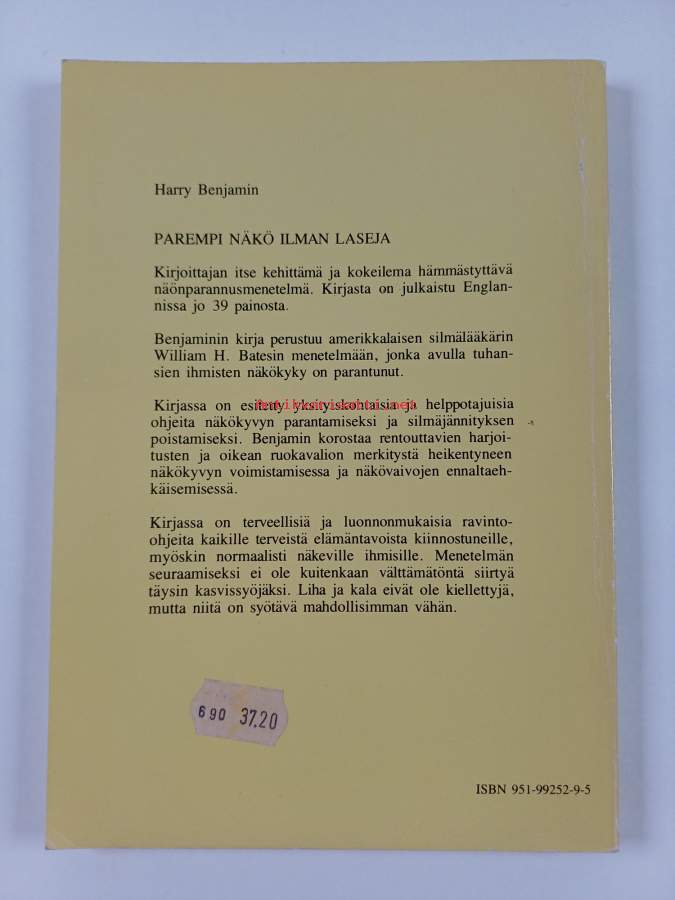 Harry Benjamin
PAREMPI NÄKÖ ILMAN LASEJA
Kirjoittajan itse kehittämä ja kokeilema hämmästyttävä
näönparannusmenetelmä. Kirjasta on julkaistu Englan-
nissa jo 39 painosta.
Benjaminin kirja perustuu amerikkalaisen silmälääkärin
William H. Batesin menetelmään, jonka avulla tuhan-
sien ihmisten näkökyky on parantunut.
Kirjassa on esitetty yksityiskohtaisia ja helppotajuisia
ohjeita näkökyvyn parantamiseksi ja silmäjännityksen
poistamiseksi. Benjamin korostaa rentouttavien harjoi-
tusten ja oikean ruokavalion merkitystä heikentyneen
näkökyvyn voimistamisessa ja näkövaivojen ennaltaeh-
käisemisessä.
Kirjassa on terveellisiä ja luonnonmukaisia ravinto-
ohjeita kaikille terveistä elämäntavoista kiinnostuneille,
myöskin normaalisti näkeville ihmisille. Menetelmän
seuraamiseksi ei ole kuitenkaan välttämätöntä siirtyä
täysin kasvissyöjäksi. Liha ja kala eivät ole kiellettyjä,
mutta niitä on syötävä mahdollisimman vähän.
690 37.20
ISBN 951-99252-9-5